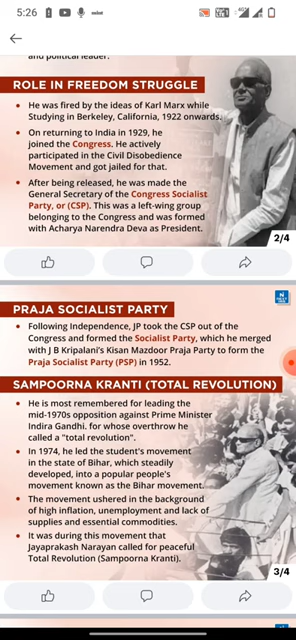 5:26
4G
and political leader.
ROLE IN FREEDOM STRUGGLE
• He was fired by the ideas of Karl Marx while
Studying in Berkeley, California, 1922 onwards.
• On returning to India in 1929, he
joined the Congress. He actively
participated in the Civil Disobedience
Movement and got jailed for that.
• After being released, he was made the
General Secretary of the Congress Socialist
Party, or (CSP). This was a left-wing group
belonging to the Congress and was formed
with Acharya Narendra Deva as President.
2/4
PRAJA SOCIALIST PARTY
• Following Independence, JP took the CSP out of the
Congress and formed the Socialist Party, which he merged
with J B Kripalani's Kisan Mazdoor Praja Party to form the
Praja Socialist Party (PSP) in 1952.
SAMPOORNA KRANTI (TOTAL REVOLUTION)
• He is most remembered for leading the
mid-1970s opposition against Prime Minister
Indira Gandhi, for whose overthrow he
called a "total revolution".
• In 1974, he led the student's movement
in the state of Bihar, which steadily
developed, into a popular people's
movement known as the Bihar movement.
• The movement ushered in the background
of high inflation, unemployment and lack of
supplies and essential commodities.
• It was during this movement that
Jayaprakash Narayan called for peaceful
Total Revolution (Sampoorna Kranti).
3/4